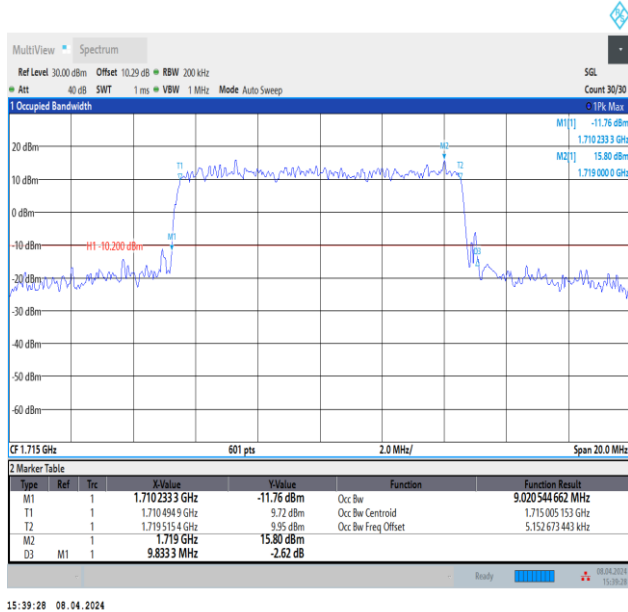 MultiView Spectrum
Ref Level 30.00 dBm Offset 10.29 dB RBW 200 kHz SGL
Att 40 dB SWT 1 ms VBW 1 MHz Mode Auto Sweep Count 30/30
1 Occupied Bandwidth 1Pk Max
M1[1] -11.76 dBm
1.710 233 3 GHz
M2[1] 15.80 dBm
1.719 000 0 GHz
20 dBm
M2
T1 T2
10 dBm
0 dBm
M1
-10 dBm
H1 -10.200 dBm
D3
-20 dBm
-30 dBm
-40 dBm
-50 dBm
-60 dBm
CF 1.715 GHz 601 pts 2.0 MHz/ Span 20.0 MHz
2 Marker Table
Type Ref Trc X-Value Y-Value Function Function Result
M1 1 1.710 233 3 GHz -11.76 dBm Occ Bw 9.020 544 662 MHz
T1 1 1.710 494 9 GHz 9.72 dBm Occ Bw Centroid 1.715 005 153 GHz
T2 1 1.719 515 4 GHz 9.95 dBm Occ Bw Freq Offset 5.152 673 443 kHz
M2 1 1.719 GHz 15.80 dBm
D3 M1 1 9.833 3 MHz -2.62 dB
Ready 08.04.2024
15:39:28
15:39:28 08.04.2024